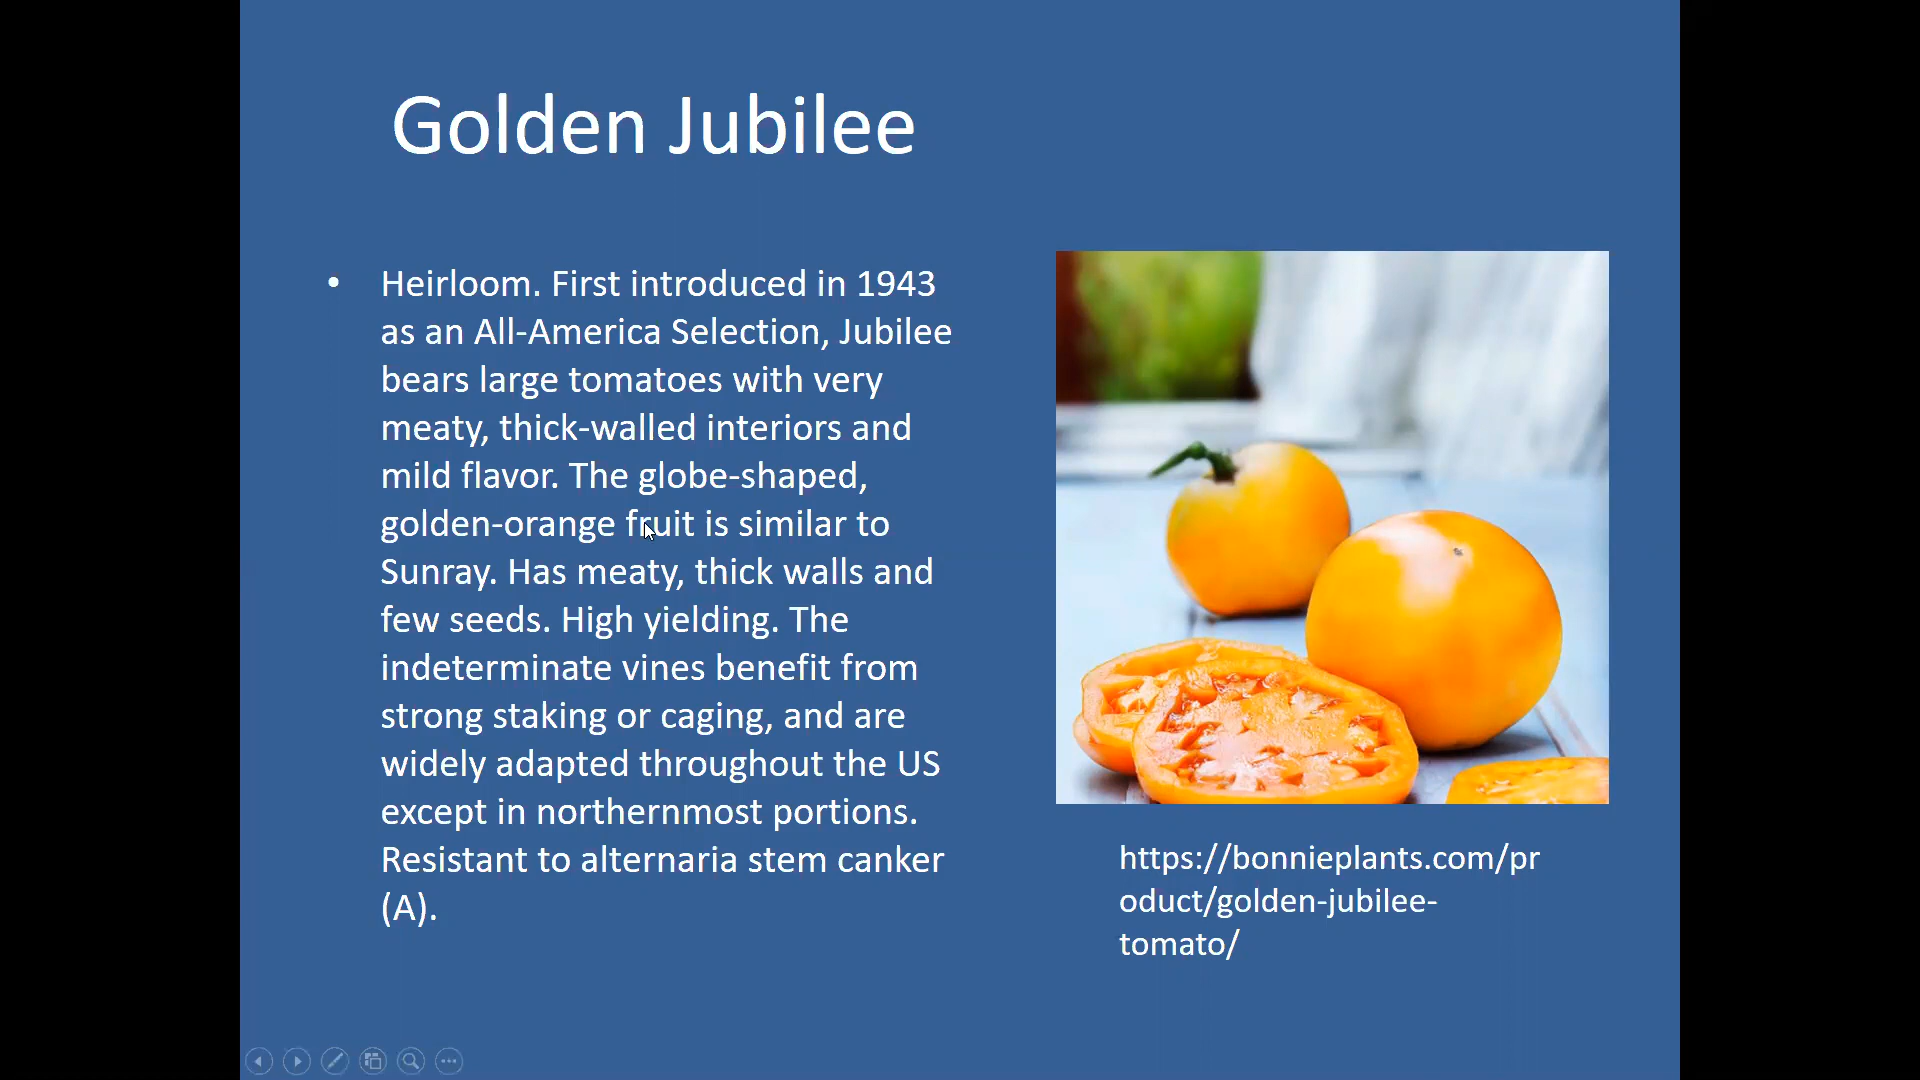 Golden Jubilee
• Heirloom. First introduced in 1943
as an All-America Selection, Jubilee
bears large tomatoes with very
meaty, thick-walled interiors and
mild flavor. The globe-shaped,
golden-orange fruit is similar to
Sunray. Has meaty, thick walls and
few seeds. High yielding. The
indeterminate vines benefit from
strong staking or caging, and are
widely adapted throughout the US
except in northernmost portions.
Resistant to alternaria stem canker
(A).
https://bonnieplants.com/pr
oduct/golden-jubilee-
tomato/